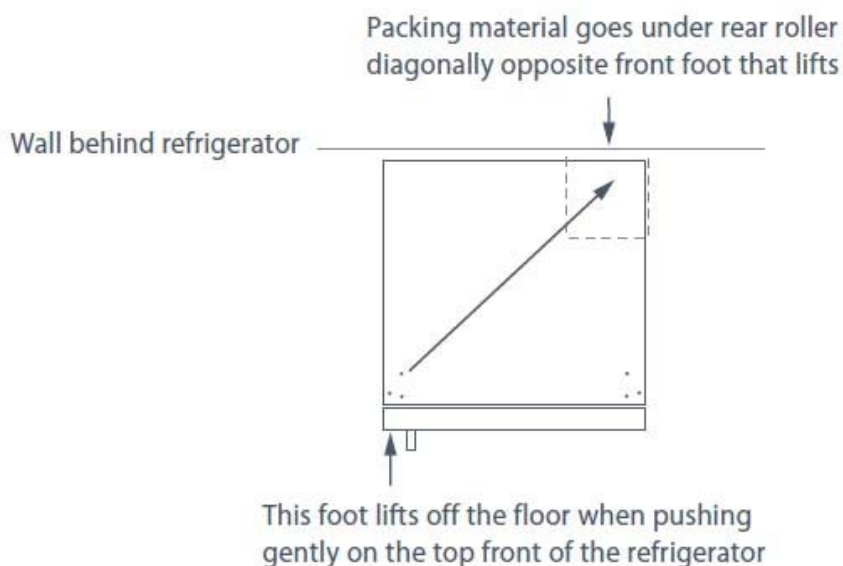 Packing material goes under rear roller
diagonally opposite front foot that lifts
Wall behind refrigerator
This foot lifts off the floor when pushing
gently on the top front of the refrigerator